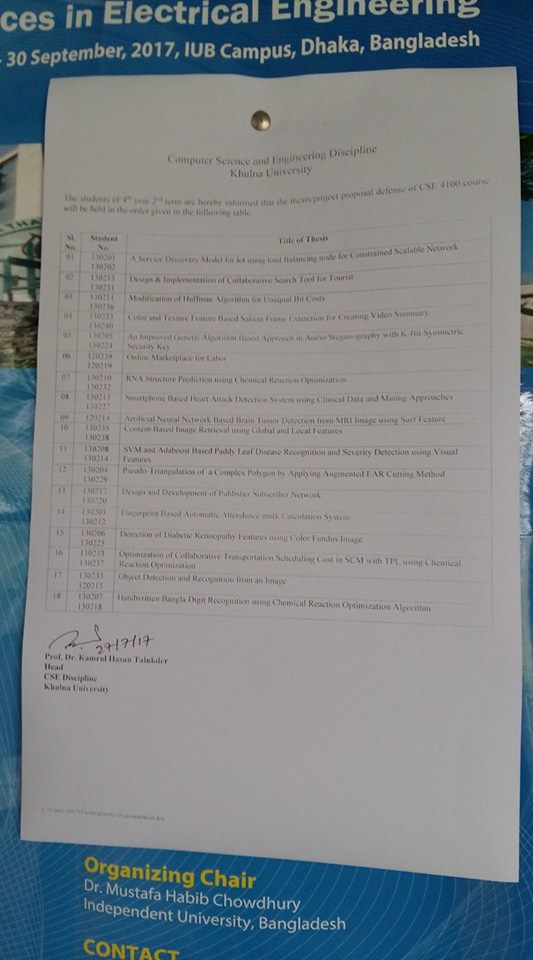 ces in Electrical Engineering
30 September, 2017, IUB Campus, Dhaka, Bangladesh
Computer Science and Engineering Discipline
Khulna University
The students of 4th year 2nd term are hereby informed that the thesis/project proposal defense of CSE 4100 course
will be held in the order given in the following table.
Sl. No. Student No. Title of Thesis
01 130201 A Service Discovery Model for Iot using load Balancing node for Constrained Scalable Network
130202
02 130215 Design & Implementation of Collaborative Search Tool for Tourist
130231
03 130211 Modification of Huffman Algorithm for Unequal Bit Costs
130236
04 130223 Color and Texture Feature Based Salient Frame Extraction for Creating Video Summary
130240
05 130205 An Improved Genetic Algorithm Based Approach in Audio Steganography with K-Bit Symmetric
130224 Security Key
06 120239 Online Marketplace for Labor
120219
07 130210 RNA Structure Prediction using Chemical Reaction Optimization
130232
08 130213 Smartphone Based Heart Attack Detection System using Clinical Data and Mining Approaches
130227
09 120214 Artificial Neural Network Based Brain Tumor Detection from MRI Image using Surf Feature
10 130235 Content-Based Image Retrieval using Global and Local Features
130238
11 130208 SVM and Adaboost Based Paddy Leaf Disease Recognition and Severity Detection using Visual
130214 Features
12 130204 Pseudo-Triangulation of a Complex Polygon by Applying Augmented EAR Cutting Method
130229
13 130217 Design and Development of Publisher Subscriber Network
130220
14 130203 Fingerprint Based Automatic Attendance mark Calculation System
130212
15 130206 Detection of Diabetic Retinopathy Features using Color Fundus Image
130225
16 130233 Optimization of Collaborative Transportation Scheduling Cost in SCM with TPL using Chemical
130237 Reaction Optimization
17 130233 Object Detection and Recognition from an Image
120215
18 130207 Handwritten Bangla Digit Recognition using Chemical Reaction Optimization Algorithm
130218
27/7/17
Prof. Dr. Kamrul Hasan Talukder
Head
CSE Discipline
Khulna University
Organizing Chair
Dr. Mustafa Habib Chowdhury
Independent University, Bangladesh
CONTACT